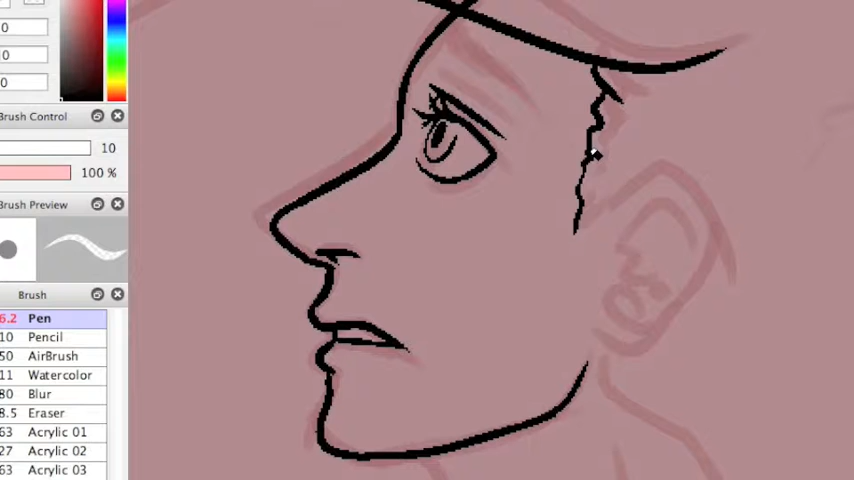 0
0
0
Brush Control
10
100 %
Brush Preview
Brush
6.2 Pen
10 Pencil
50 AirBrush
11 Watercolor
80 Blur
8.5 Eraser
63 Acrylic 01
27 Acrylic 02
63 Acrylic 03